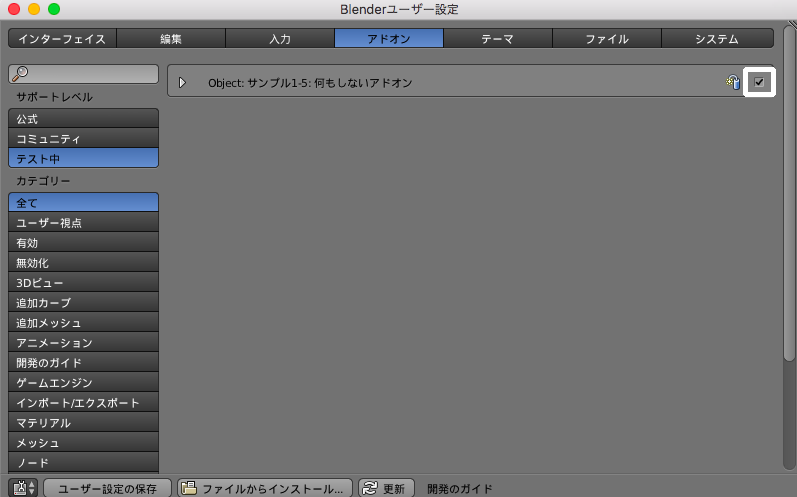 Blenderユーザー設定
インターフェイス 編集 入力 アドオン テーマ ファイル システム
サポートレベル
公式
コミュニティ
テスト中
カテゴリー
全て
ユーザー視点
有効
無効化
3Dビュー
追加カーブ
追加メッシュ
アニメーション
開発のガイド
ゲームエンジン
インポート/エクスポート
マテリアル
メッシュ
ノード
Object: サンプル1-5: 何もしないアドオン
ユーザー設定の保存 ファイルからインストール... 更新 開発のガイド